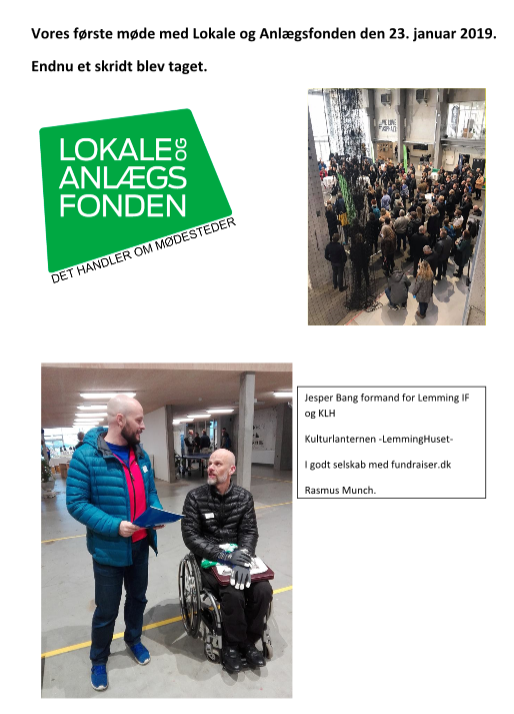 Vores første møde med Lokale og Anlægsfonden den 23. januar 2019.
Endnu et skridt blev taget.
LOKALE OG
ANLÆGS
FONDEN
DET HANDLER OM MØDESTEDER
Jesper Bang formand for Lemming IF
og KLH
Kulturlanternen -LemmingHuset-
I godt selskab med fundraiser.dk
Rasmus Munch.